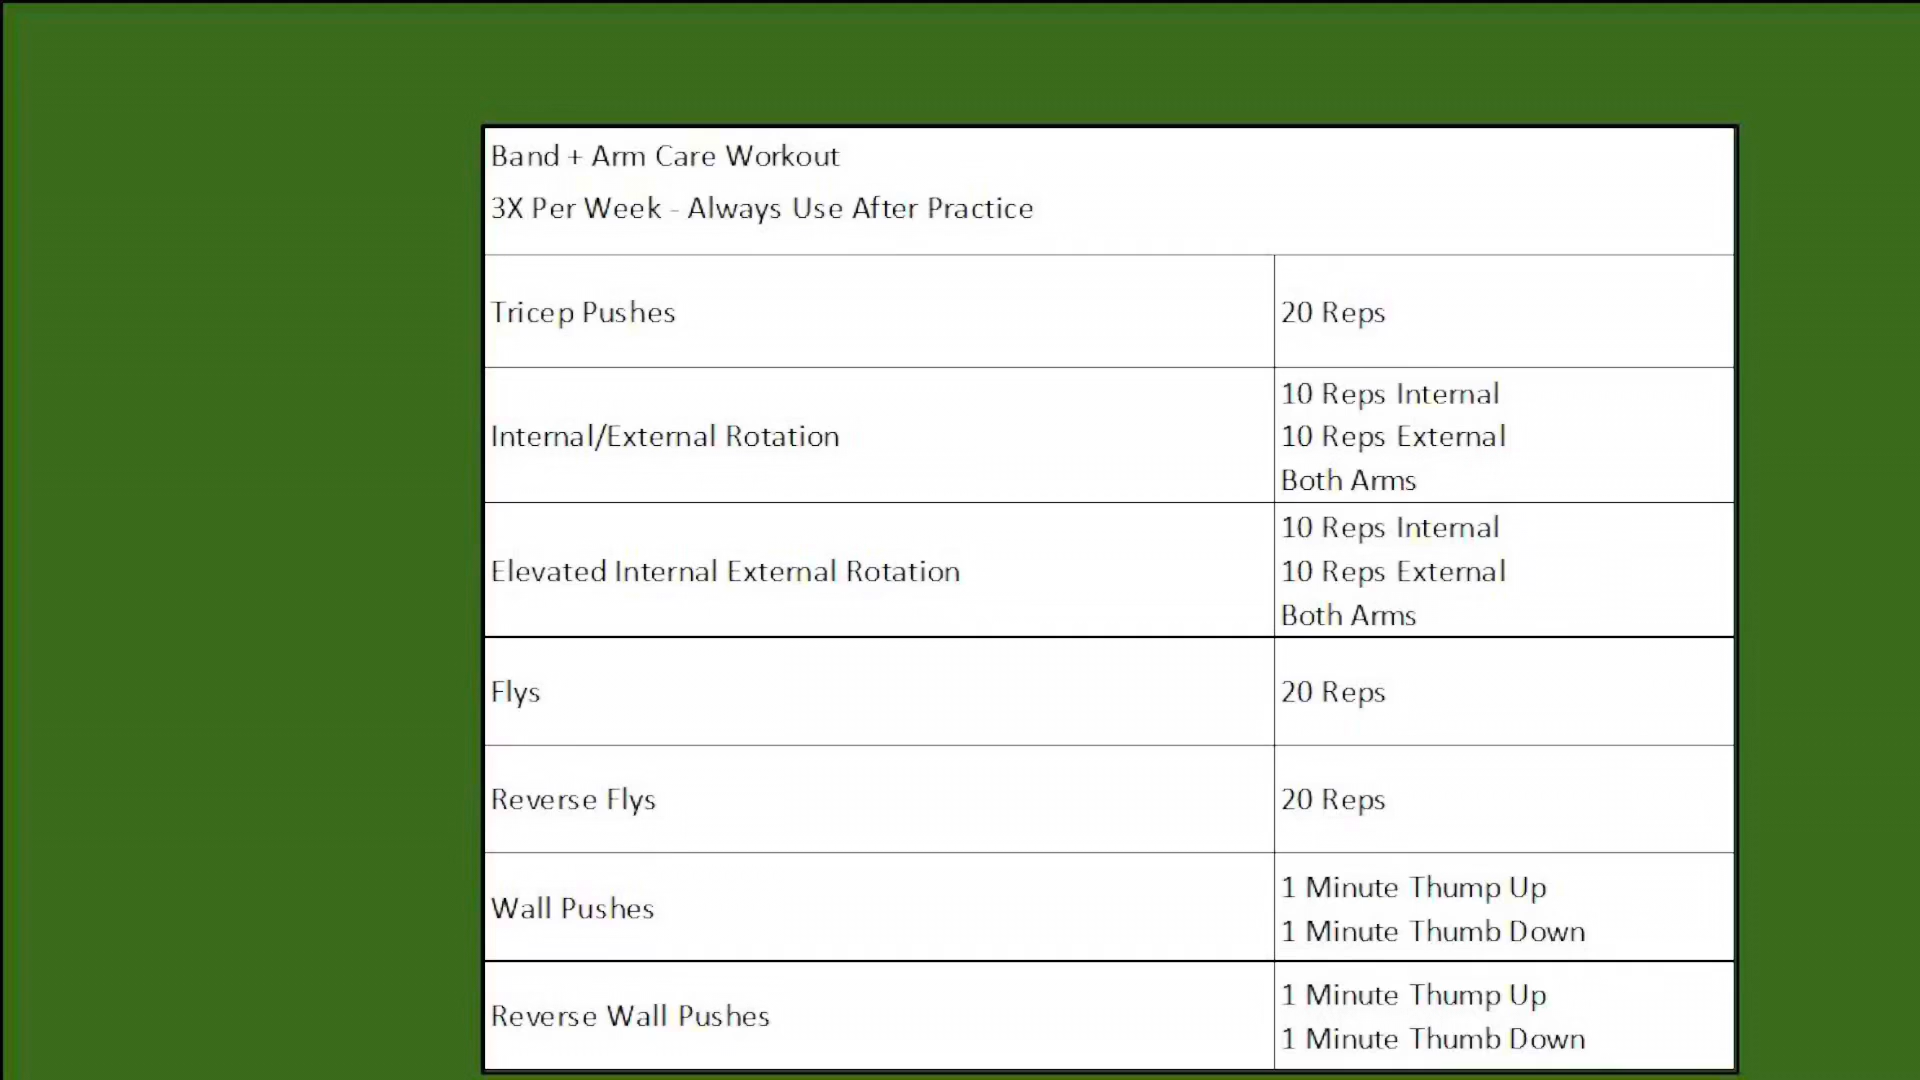 Band + Arm Care Workout
3X Per Week - Always Use After Practice
Tricep Pushes
20 Reps
Internal/External Rotation
10 Reps Internal
10 Reps External
Both Arms
Elevated Internal External Rotation
10 Reps Internal
10 Reps External
Both Arms
Flys
20 Reps
Reverse Flys
20 Reps
Wall Pushes
1 Minute Thump Up
1 Minute Thumb Down
Reverse Wall Pushes
1 Minute Thump Up
1 Minute Thumb Down